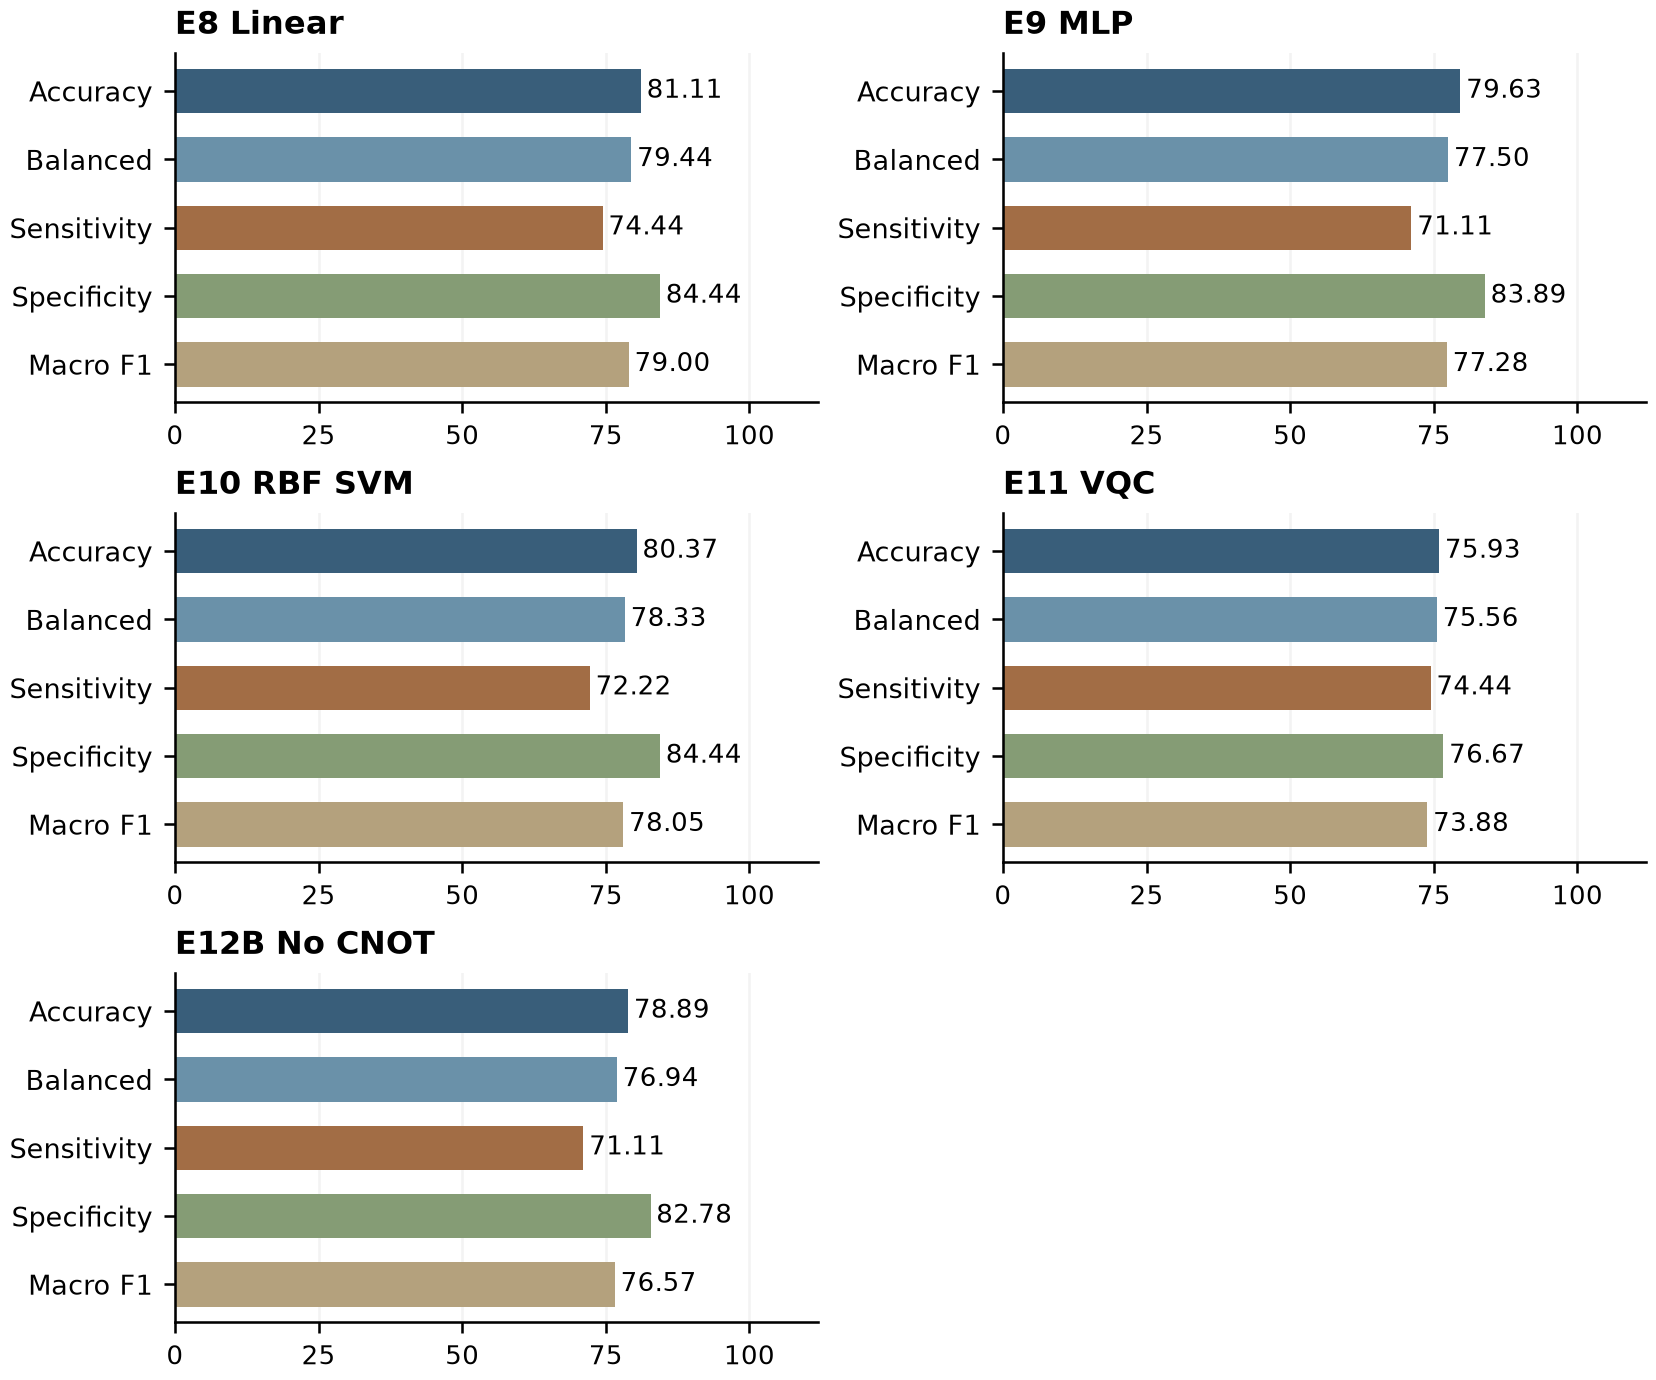 E8 Linear
Accuracy 81.11
Balanced 79.44
Sensitivity 74.44
Specificity 84.44
Macro F1 79.00
0 25 50 75 100
E9 MLP
Accuracy 79.63
Balanced 77.50
Sensitivity 71.11
Specificity 83.89
Macro F1 77.28
0 25 50 75 100
E10 RBF SVM
Accuracy 80.37
Balanced 78.33
Sensitivity 72.22
Specificity 84.44
Macro F1 78.05
0 25 50 75 100
E11 VQC
Accuracy 75.93
Balanced 75.56
Sensitivity 74.44
Specificity 76.67
Macro F1 73.88
0 25 50 75 100
E12B No CNOT
Accuracy 78.89
Balanced 76.94
Sensitivity 71.11
Specificity 82.78
Macro F1 76.57
0 25 50 75 100